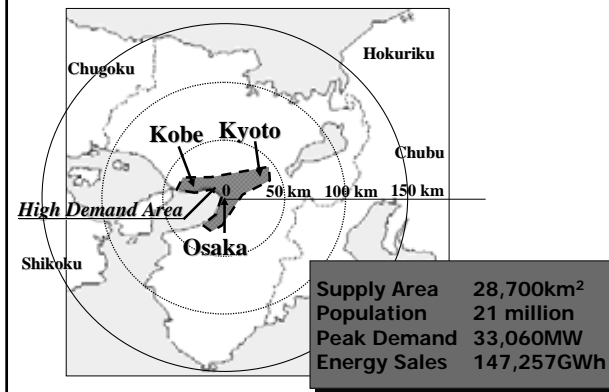 Hokuriku
Chugoku
Kobe Kyoto
Chubu
0 50 km 100 km 150 km
High Demand Area
Osaka
Shikoku
Supply Area 28,700km²
Population 21 million
Peak Demand 33,060MW
Energy Sales 147,257GWh